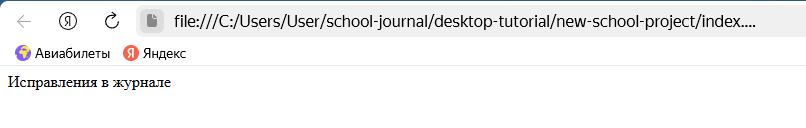 file:///C:/Users/User/school-journal/desktop-tutorial/new-school-project/index....
Авиабилеты Яндекс
Исправления в журнале